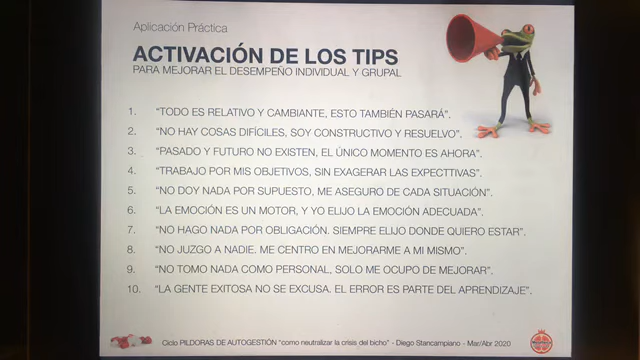 Aplicación Práctica
ACTIVACIÓN DE LOS TIPS
PARA MEJORAR EL DESEMPEÑO INDIVIDUAL Y GRUPAL
1. “TODO ES RELATIVO Y CAMBIANTE, ESTO TAMBIÉN PASARÁ”.
2. “NO HAY COSAS DIFÍCILES, SOY CONSTRUCTIVO Y RESUELVO”.
3. “PASADO Y FUTURO NO EXISTEN, EL ÚNICO MOMENTO ES AHORA”.
4. “TRABAJO POR MIS OBJETIVOS, SIN EXAGERAR LAS EXPECTTIVAS”.
5. “NO DOY NADA POR SUPUESTO, ME ASEGURO DE CADA SITUACIÓN”.
6. “LA EMOCIÓN ES UN MOTOR, Y YO ELIJO LA EMOCIÓN ADECUADA”.
7. “NO HAGO NADA POR OBLIGACIÓN. SIEMPRE ELIJO DONDE QUIERO ESTAR”.
8. “NO JUZGO A NADIE. ME CENTRO EN MEJORARME A MI MISMO”.
9. “NO TOMO NADA COMO PERSONAL, SOLO ME OCUPO DE MEJORAR”.
10. “LA GENTE EXITOSA NO SE EXCUSA. EL ERROR ES PARTE DEL APRENDIZAJE”.
Ciclo PILDORAS DE AUTOGESTIÓN “como neutralizar la crisis del bicho” - Diego Stancampiano - Mar/Abr 2020